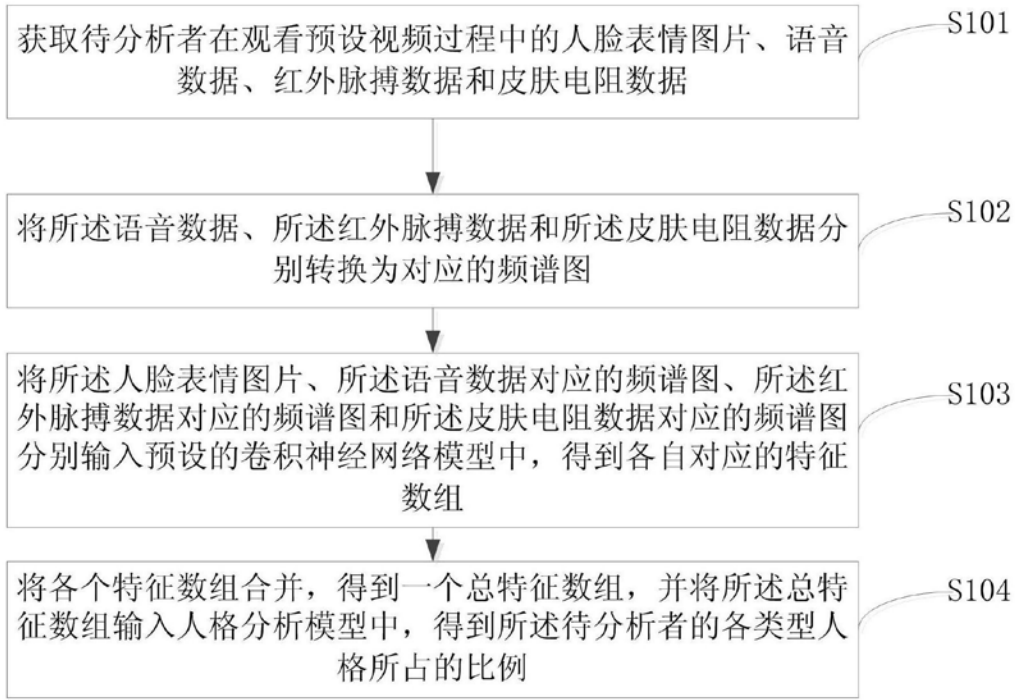 获取待分析者在观看预设视频过程中的人脸表情图片、语音
数据、红外脉搏数据和皮肤电阻数据
S101
将所述语音数据、所述红外脉搏数据和所述皮肤电阻数据分
别转换为对应的频谱图
S102
将所述人脸表情图片、所述语音数据对应的频谱图、所述红
外脉搏数据对应的频谱图和所述皮肤电阻数据对应的频谱图
分别输入预设的卷积神经网络模型中，得到各自对应的特征
数组
S103
将各个特征数组合并，得到一个总特征数组，并将所述总特
征数组输入人格分析模型中，得到所述待分析者的各类型人
格所占的比例
S104